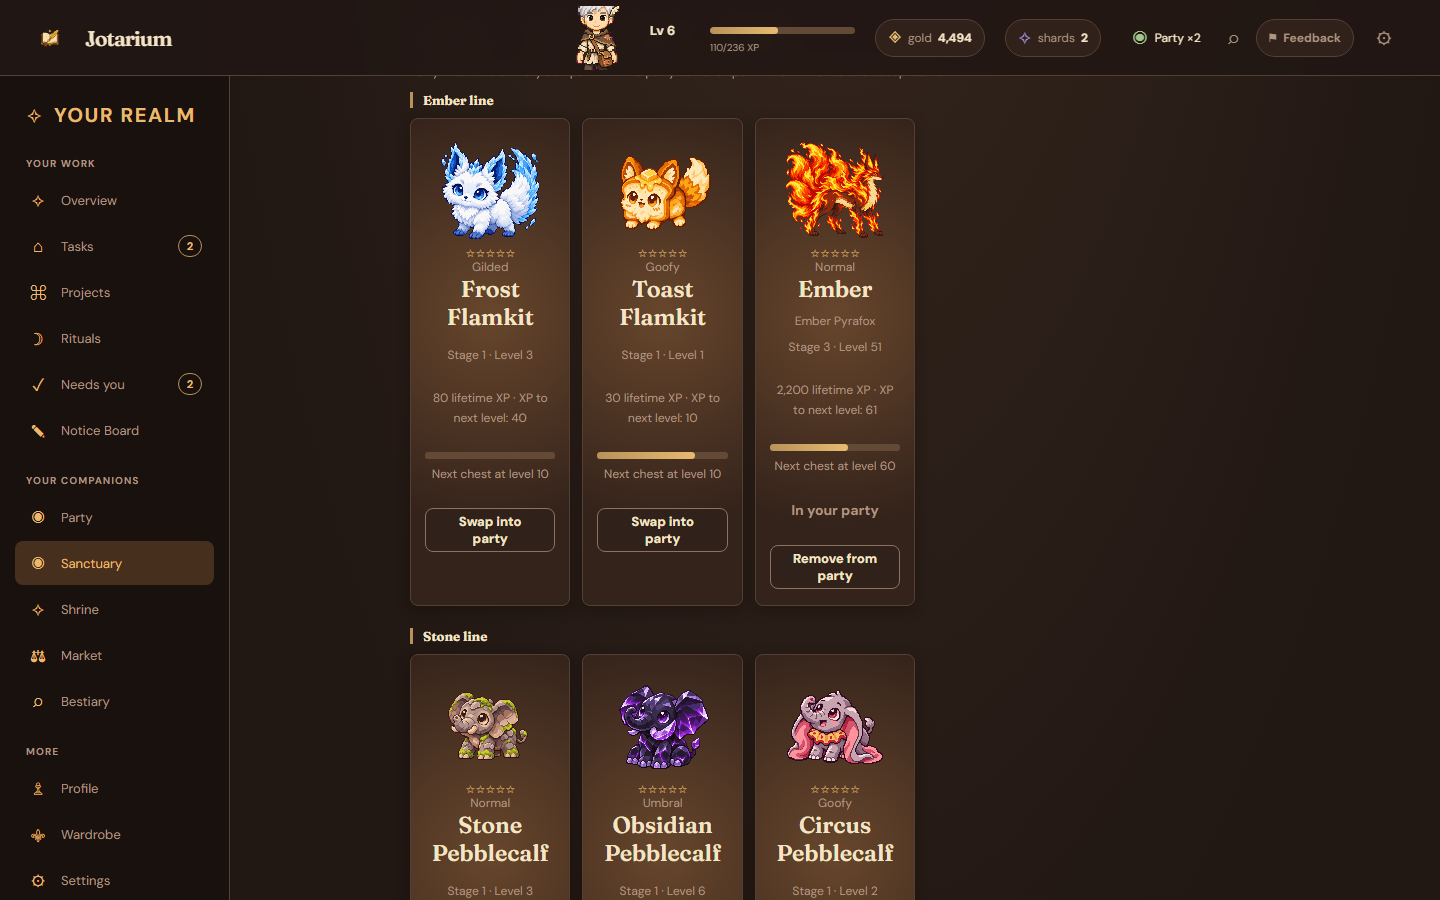 Jotarium
Lv 6
110/236 XP
gold 4,494
shards 2
Party ×2
Feedback
YOUR REALM
YOUR WORK
Overview
Tasks 2
Projects
Rituals
Needs you 2
Notice Board
YOUR COMPANIONS
Party
Sanctuary
Shrine
Market
Bestiary
MORE
Profile
Wardrobe
Settings
Ember line
Gilded
Frost
Flamkit
Stage 1 · Level 3
80 lifetime XP · XP to
next level: 40
Next chest at level 10
Swap into
party
Goofy
Toast
Flamkit
Stage 1 · Level 1
30 lifetime XP · XP to
next level: 10
Next chest at level 10
Swap into
party
Normal
Ember
Ember Pyrafox
Stage 3 · Level 51
2,200 lifetime XP · XP
to next level: 61
Next chest at level 60
In your party
Remove from
party
Stone line
Normal
Stone
Pebblecalf
Stage 1 · Level 3
Umbral
Obsidian
Pebblecalf
Stage 1 · Level 6
Goofy
Circus
Pebblecalf
Stage 1 · Level 2